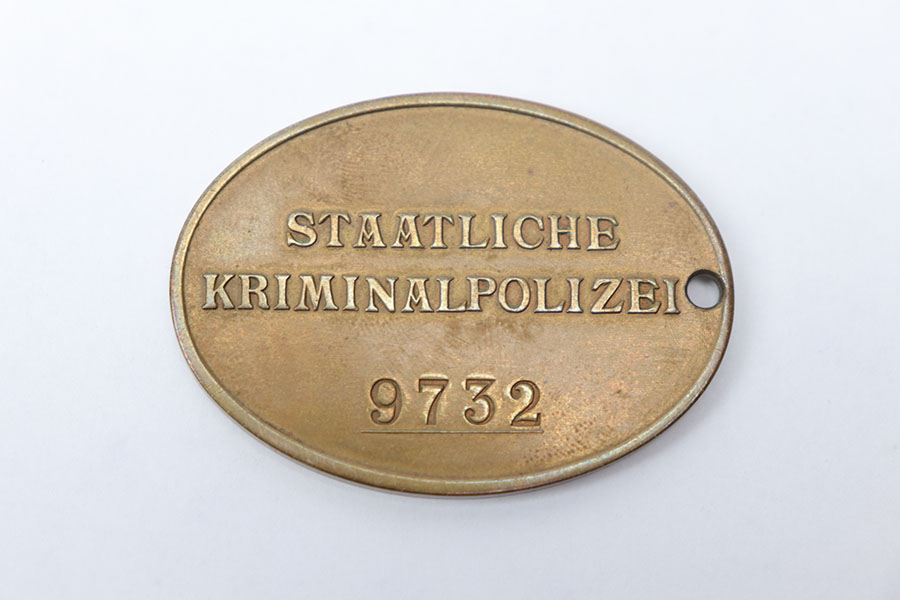 STAATLICHE
KRIMINALPOLIZEI
9732